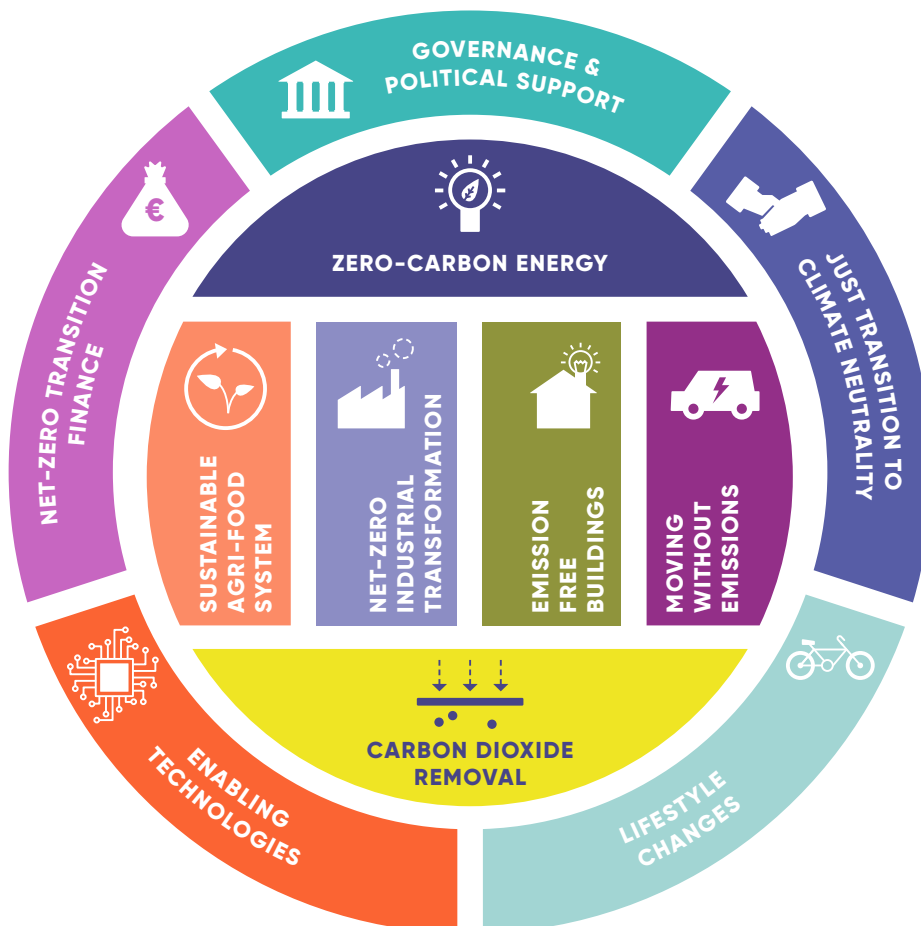 GOVERNANCE &
POLITICAL SUPPORT
€
NET-ZERO TRANSITION
FINANCE
JUST TRANSITION TO
CLIMATE NEUTRALITY
ZERO-CARBON ENERGY
SUSTAINABLE
AGRI-FOOD
SYSTEM
NET-ZERO
INDUSTRIAL
TRANSFORMATION
EMISSION
FREE
BUILDINGS
MOVING
WITHOUT
EMISSIONS
CARBON DIOXIDE
REMOVAL
ENABLING
TECHNOLOGIES
LIFESTYLE
CHANGES